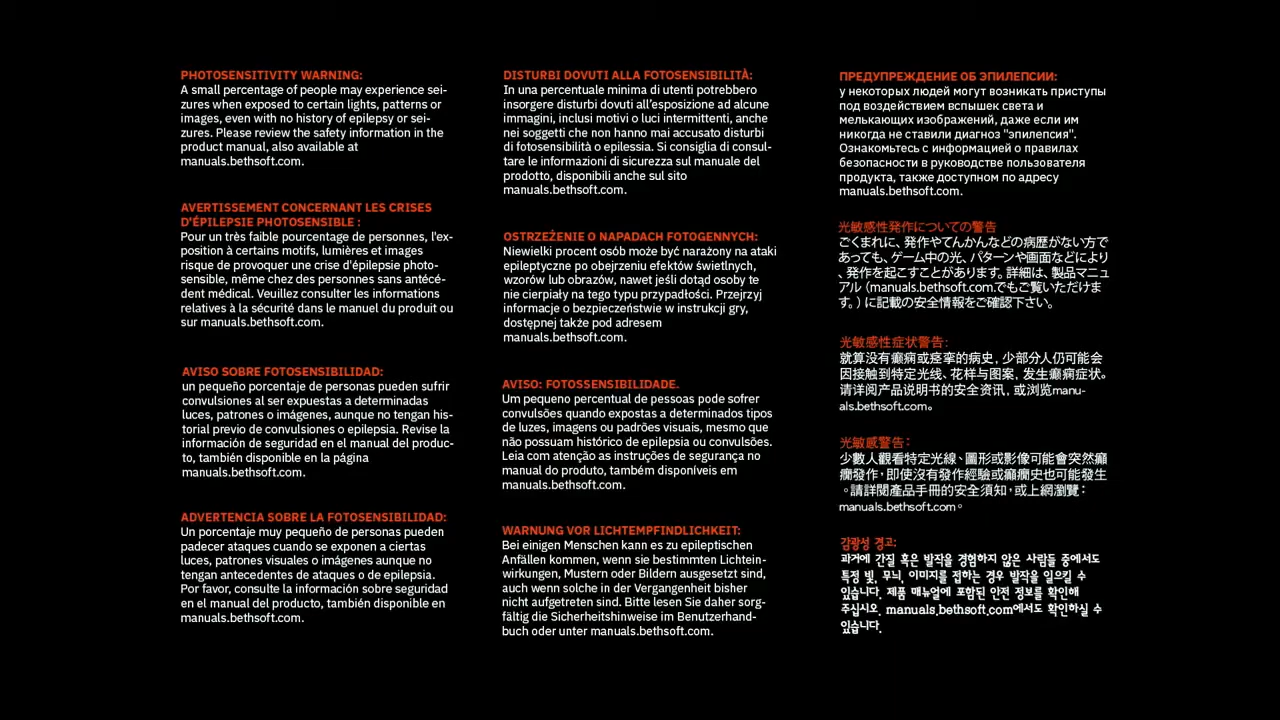 PHOTOSENSITIVITY WARNING:
A small percentage of people may experience sei-
zures when exposed to certain lights, patterns or
images, even with no history of epilepsy or sei-
zures. Please review the safety information in the
product manual, also available at
manuals.bethsoft.com.
AVERTISSEMENT CONCERNANT LES CRISES
D'ÉPILEPSIE PHOTOSENSIBLE :
Pour un très faible pourcentage de personnes, l'ex-
position à certains motifs, lumières et images
risque de provoquer une crise d'épilepsie photo-
sensible, même chez des personnes sans antécé-
dent médical. Veuillez consulter les informations
relatives à la sécurité dans le manuel du produit ou
sur manuals.bethsoft.com.
AVISO SOBRE FOTOSENSIBILIDAD:
un pequeño porcentaje de personas pueden sufrir
convulsiones al ser expuestas a determinadas
luces, patrones o imágenes, aunque no tengan his-
torial previo de convulsiones o epilepsia. Revise la
información de seguridad en el manual del produc-
to, también disponible en la página
manuals.bethsoft.com.
ADVERTENCIA SOBRE LA FOTOSENSIBILIDAD:
Un porcentaje muy pequeño de personas pueden
padecer ataques cuando se exponen a ciertas
luces, patrones visuales o imágenes aunque no
tengan antecedentes de ataques o de epilepsia.
Por favor, consulte la información sobre seguridad
en el manual del producto, también disponible en
manuals.bethsoft.com.
DISTURBI DOVUTI ALLA FOTOSENSIBILITÀ:
In una percentuale minima di utenti potrebbero
insorgere disturbi dovuti all'esposizione ad alcune
immagini, inclusi motivi o luci intermittenti, anche
nei soggetti che non hanno mai accusato disturbi
di fotosensibilità o epilessia. Si consiglia di consul-
tare le informazioni di sicurezza sul manuale del
prodotto, disponibili anche sul sito
manuals.bethsoft.com.
OSTRZEŻENIE O NAPADACH FOTOGENNYCH:
Niewielki procent osób może być narażony na ataki
epileptyczne po obejrzeniu efektów świetlnych,
wzorów lub obrazów, nawet jeśli dotąd osoby te
nie cierpiały na tego typu przypadłości. Przejrzyj
informacje o bezpieczeństwie w instrukcji gry,
dostępnej także pod adresem
manuals.bethsoft.com.
AVISO: FOTOSSENSIBILIDADE.
Um pequeno percentual de pessoas pode sofrer
convulsões quando expostas a determinados tipos
de luzes, imagens ou padrões visuais, mesmo que
não possuam histórico de epilepsia ou convulsões.
Leia com atenção as instruções de segurança no
manual do produto, também disponíveis em
manuals.bethsoft.com.
WARNUNG VOR LICHTEMPFINDLICHKEIT:
Bei einigen Menschen kann es zu epileptischen
Anfällen kommen, wenn sie bestimmten Lichtein-
wirkungen, Mustern oder Bildern ausgesetzt sind,
auch wenn solche in der Vergangenheit bisher
nicht aufgetreten sind. Bitte lesen Sie daher sorg-
fältig die Sicherheitshinweise im Benutzerhand-
buch oder unter manuals.bethsoft.com.
ПРЕДУПРЕЖДЕНИЕ ОБ ЭПИЛЕПСИИ:
у некоторых людей могут возникать приступы
под воздействием вспышек света и
мелькающих изображений, даже если им
никогда не ставили диагноз "эпилепсия".
Ознакомьтесь с информацией о правилах
безопасности в руководстве пользователя
продукта, также доступном по адресу
manuals.bethsoft.com.
光敏感性発作についての警告
ごくまれに、発作やてんかんなどの病歴がない方で
あっても、ゲーム中の光、パターンや画面などにより
、発作を起こすことがあります。詳細は、製品マニュ
アル（manuals.bethsoft.comでもご覧いただけま
す。）に記載の安全情報をご確認下さい。
光敏感性症状警告：
就算没有癫痫或痉挛的病史，少部分人仍可能会
因接触到特定光线、花样与图案，发生癫痫症状。
请详阅产品说明书的安全资讯，或浏览manu-
als.bethsoft.com。
光敏感警告：
少數人觀看特定光線、圖形或影像可能會突然癲
癇發作，即使沒有發作經驗或癲癇史也可能發生
。請詳閱產品手冊的安全須知，或上網瀏覽：
manuals.bethsoft.com。
감광성 경고:
과거에 간질 혹은 발작을 경험하지 않은 사람들 중에서도
특정 빛, 무늬, 이미지를 접하는 경우 발작을 일으킬 수
있습니다. 제품 매뉴얼에 포함된 안전 정보를 확인해
주십시오. manuals.bethsoft.com에서도 확인하실 수
있습니다.